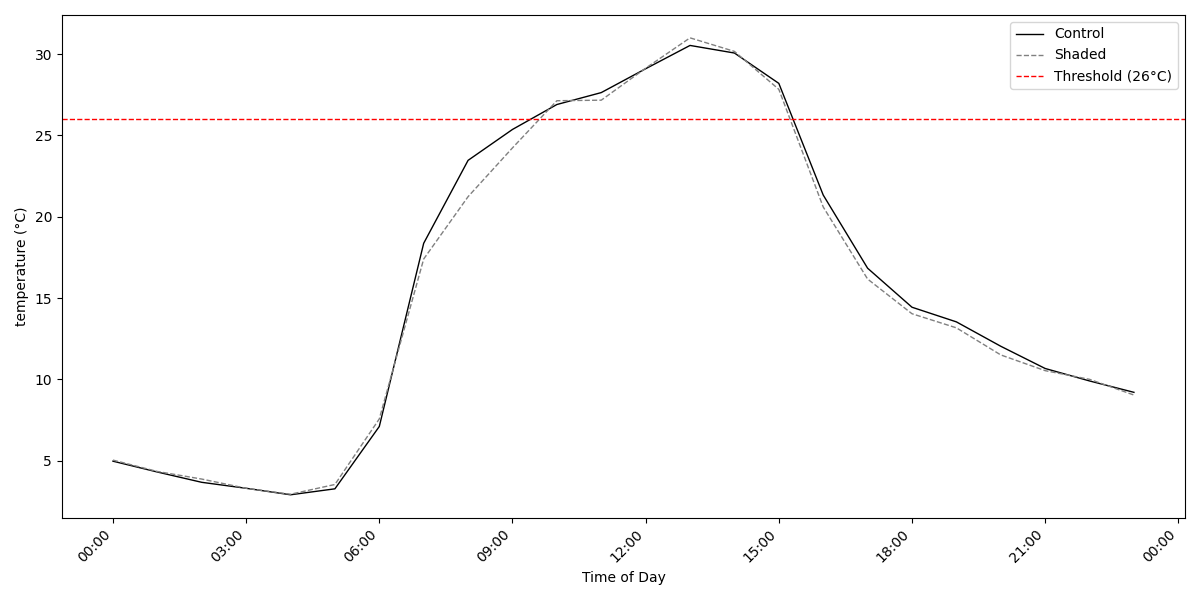 Control
Shaded
Threshold (26°C)
temperature (°C)
30
25
20
15
10
5
00:00 03:00 06:00 09:00 12:00 15:00 18:00 21:00 00:00
Time of Day